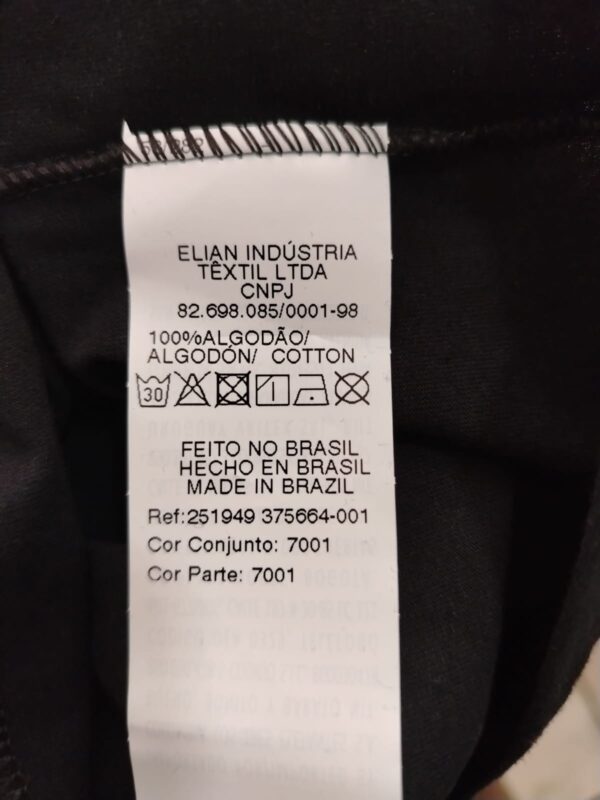 ELIAN INDÚSTRIA
TÊXTIL LTDA
CNPJ
82.698.085/0001-98
100%ALGODÃO/
ALGODÓN/ COTTON
30
FEITO NO BRASIL
HECHO EN BRASIL
MADE IN BRAZIL
Ref:251949 375664-001
Cor Conjunto: 7001
Cor Parte: 7001